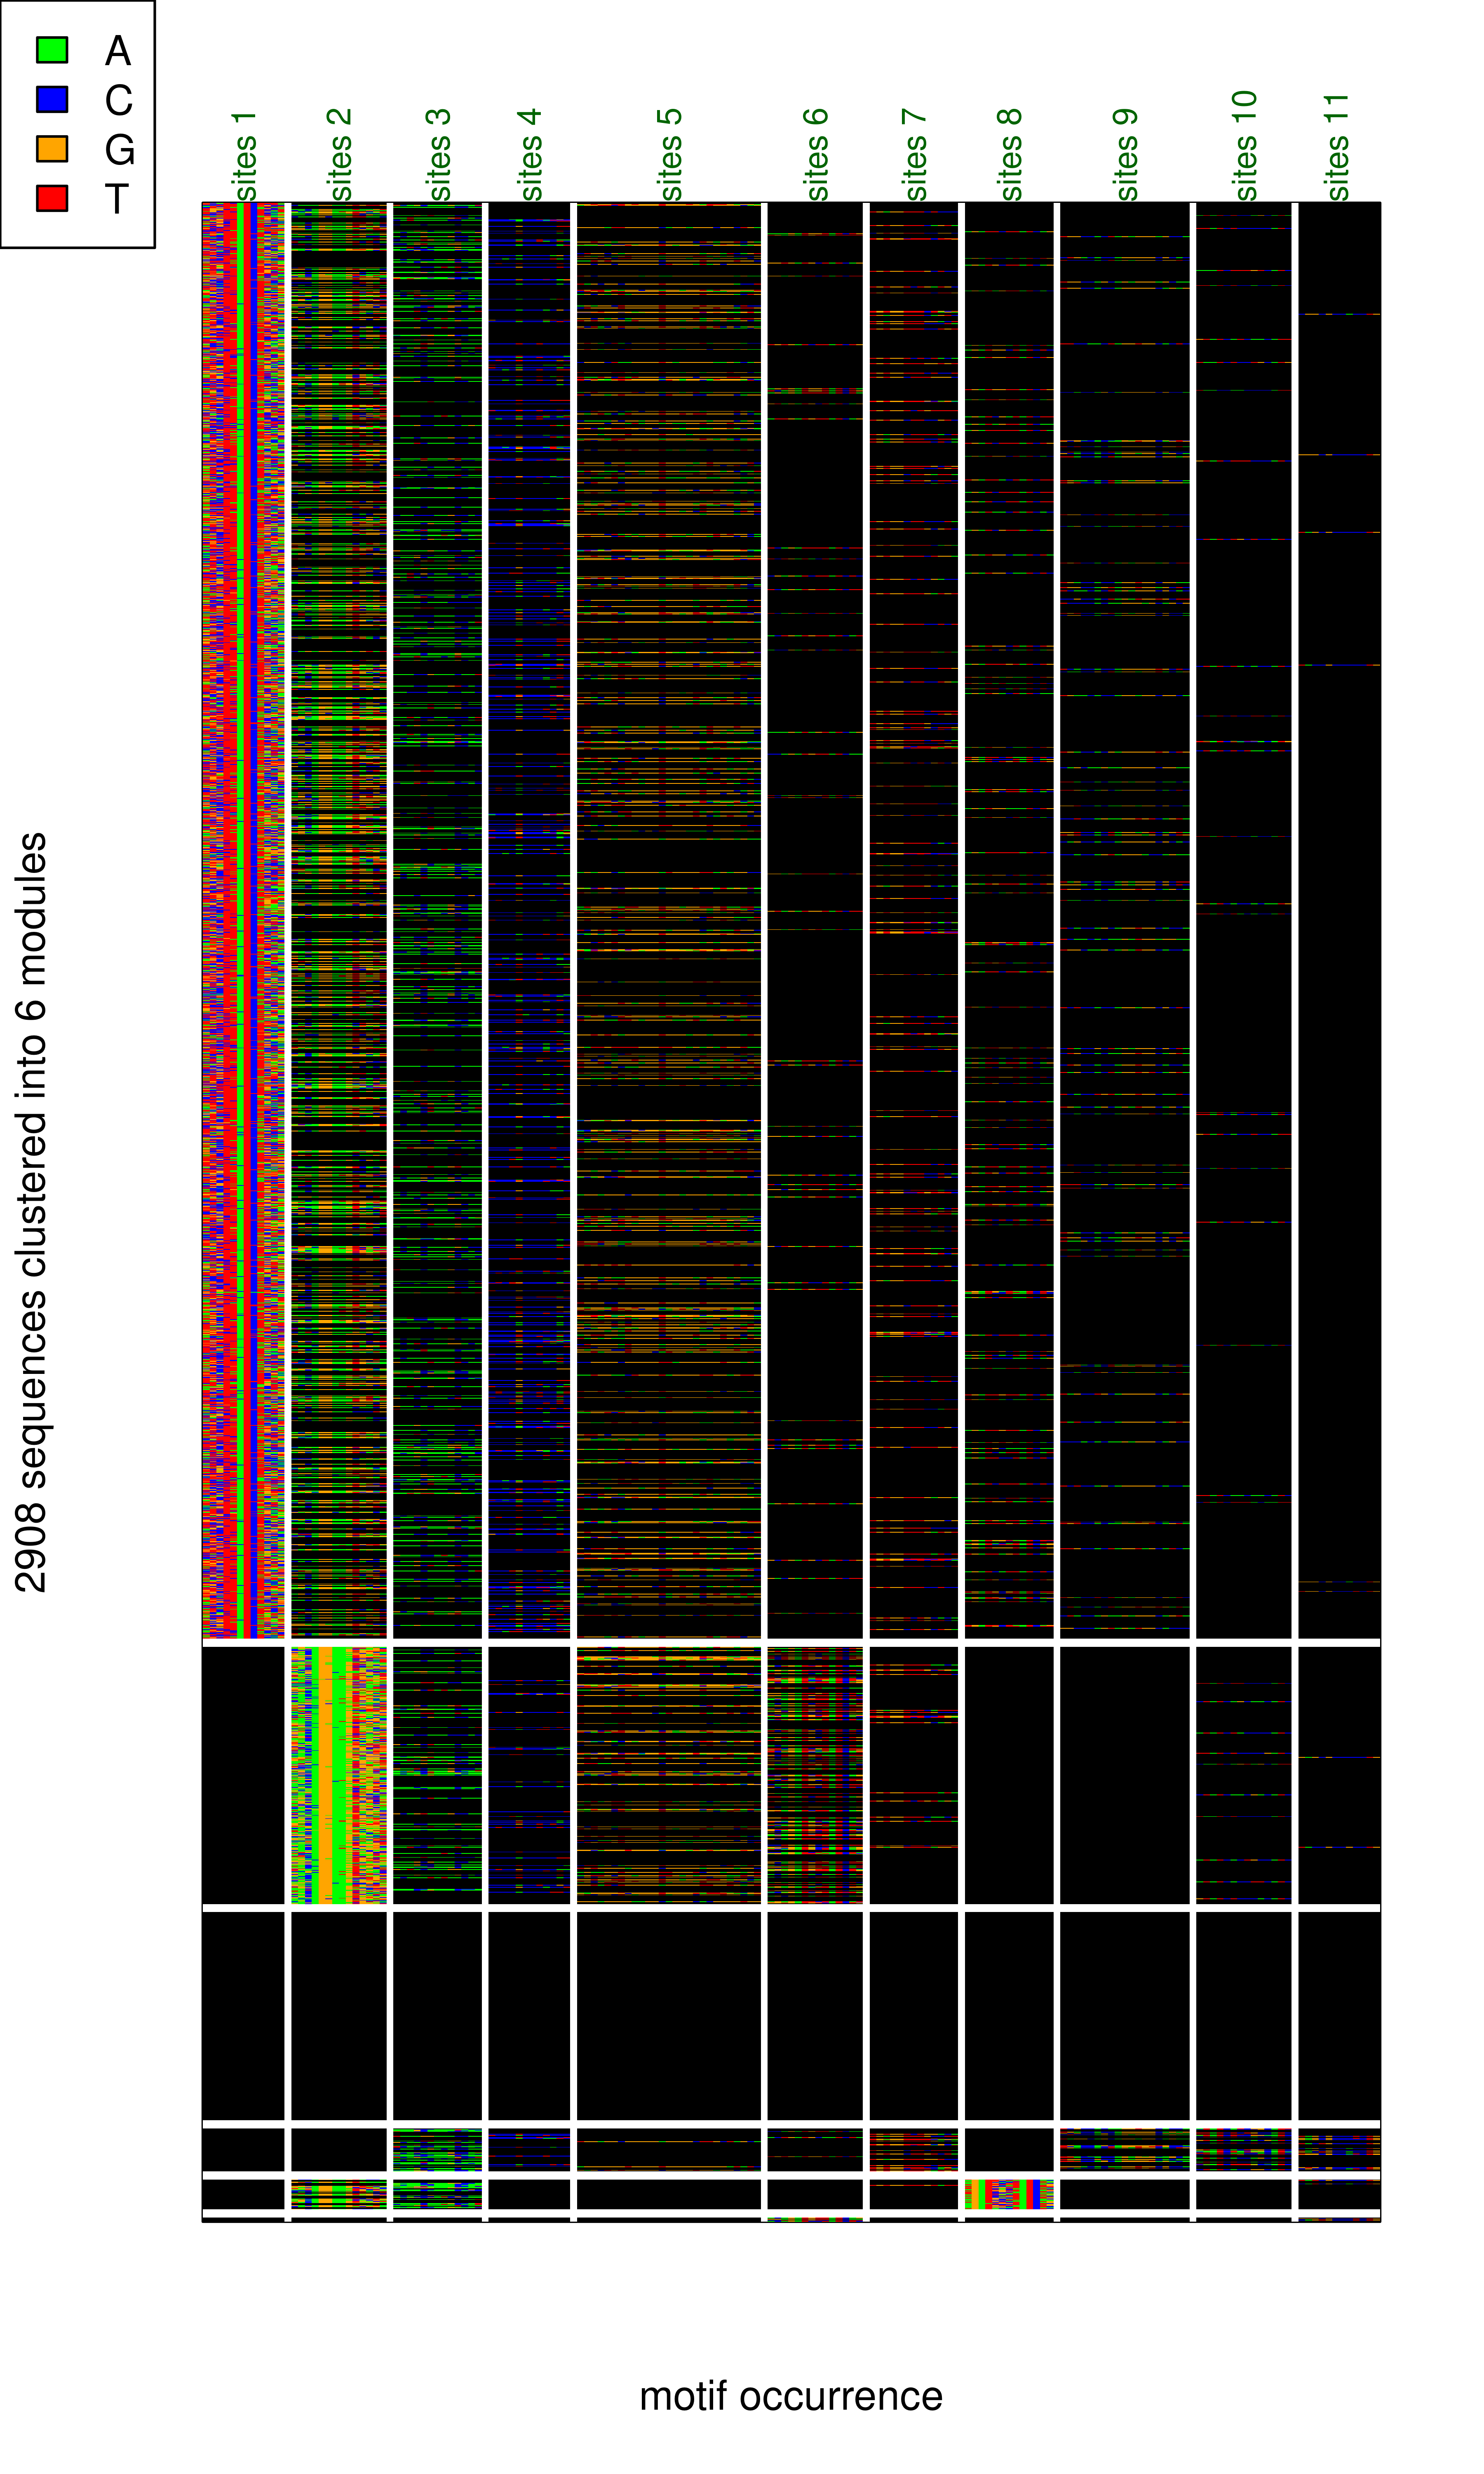 A
C
G
T
sites 1
sites 2
sites 3
sites 4
sites 5
sites 6
sites 7
sites 8
sites 9
sites 10
sites 11
2908 sequences clustered into 6 modules
motif occurrence